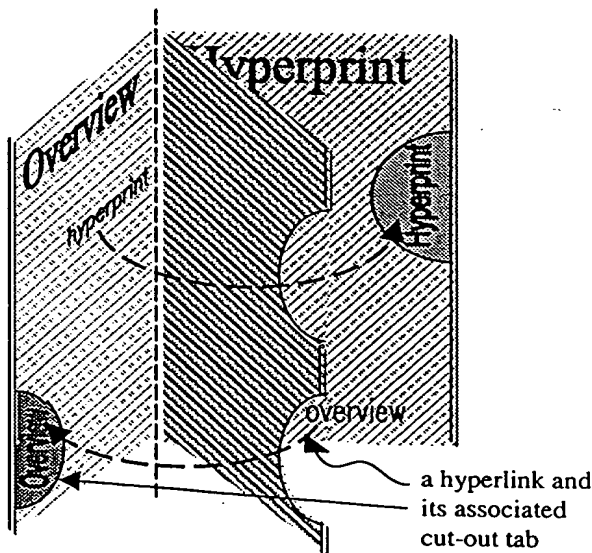 Overview
Hyperprint
hyperprint
Hyperprint
overview
Overview
a hyperlink and
its associated
cut-out tab